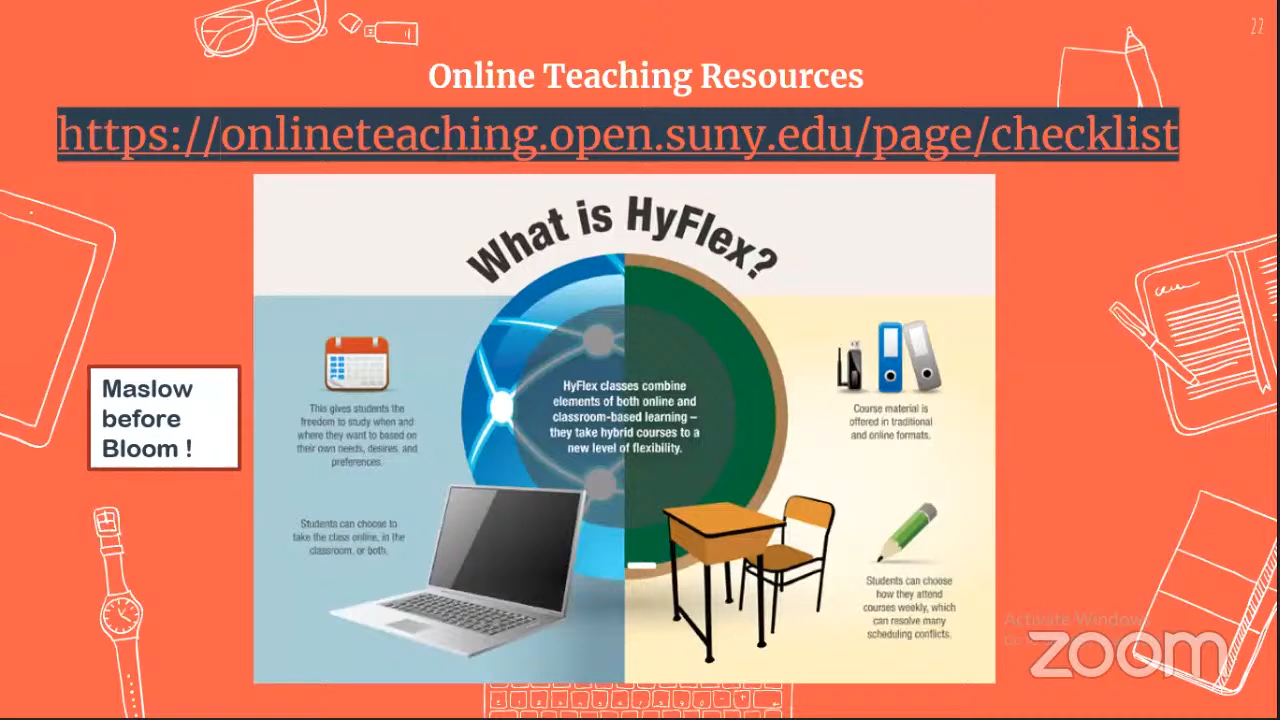 22
Online Teaching Resources
https://onlineteaching.open.suny.edu/page/checklist
What is HyFlex?
This gives students the
freedom to study when and
where they want to based on
their own needs, desires, and
preferences.
Students can choose to
take the class online, in the
classroom, or both.
HyFlex classes combine
elements of both online and
classroom-based learning –
they take hybrid courses to a
new level of flexibility.
Course material is
offered in traditional
and online formats.
Students can choose
how they attend
courses weekly, which
can resolve many
scheduling conflicts.
Maslow
before
Bloom !
Activate Windows
zoom